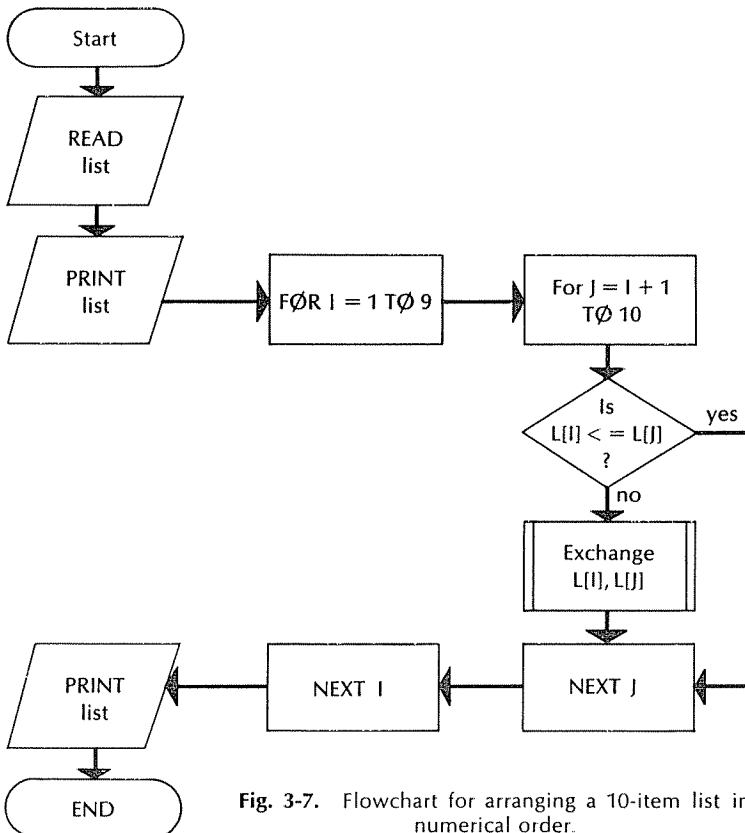 Start
READ
list
PRINT
list
FØR I = 1 TØ 9
For J = I + 1
TØ 10
Is
L[I] < = L[J]
?
yes
no
Exchange
L[I], L[J]
NEXT J
NEXT I
PRINT
list
END
Fig. 3-7. Flowchart for arranging a 10-item list in
numerical order.